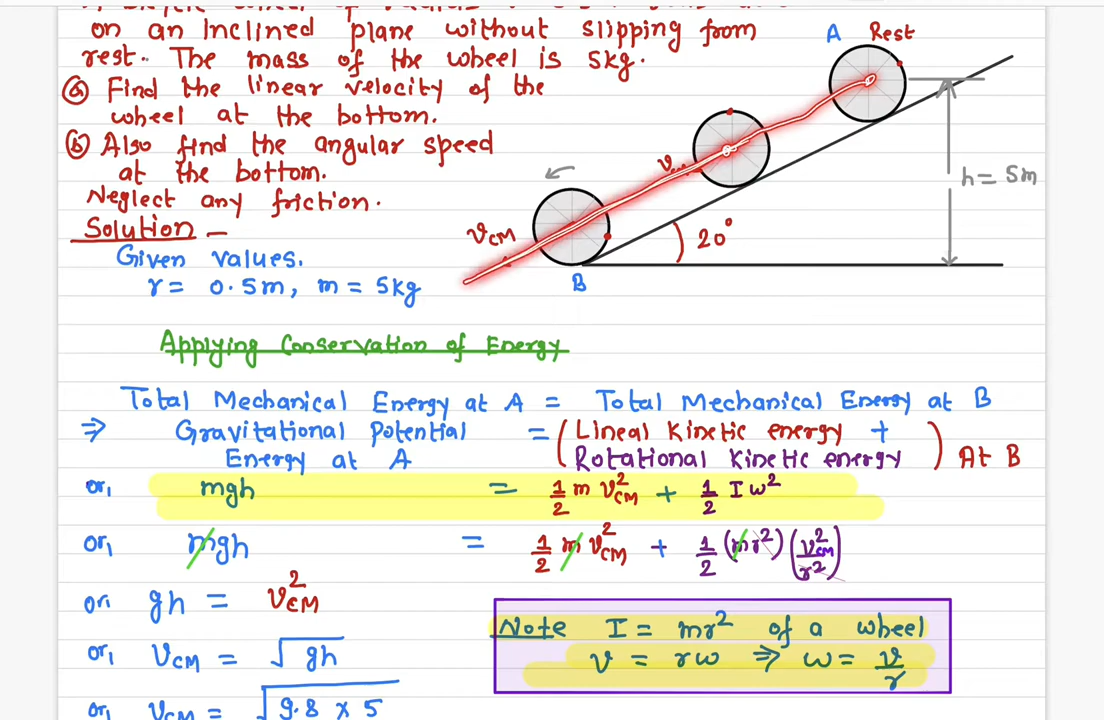 on an inclined plane without slipping from
rest. The mass of the wheel is 5kg.
ⓐ Find the linear velocity of the
wheel at the bottom.
ⓑ Also find the angular speed
at the bottom.
Neglect any friction.
Solution -
Given values.
r = 0.5m, m = 5kg
A Rest
V
h = 5m
VCM
20°
B
Applying Conservation of Energy
Total Mechanical Energy at A = Total Mechanical Energy at B
⇒ Gravitational Potential = (Lineal Kinetic energy +
Energy at A Rotational Kinetic energy) At B
or, mgh = 1/2 m VCM² + 1/2 Iω²
or, mgh = 1/2 m VCM² + 1/2 (mr²) (VCM²/r²)
or, gh = VCM²
or, VCM = √gh
or, VCM = √9.8 × 5
Note I = mr² of a wheel
v = rω ⇒ ω = v/r